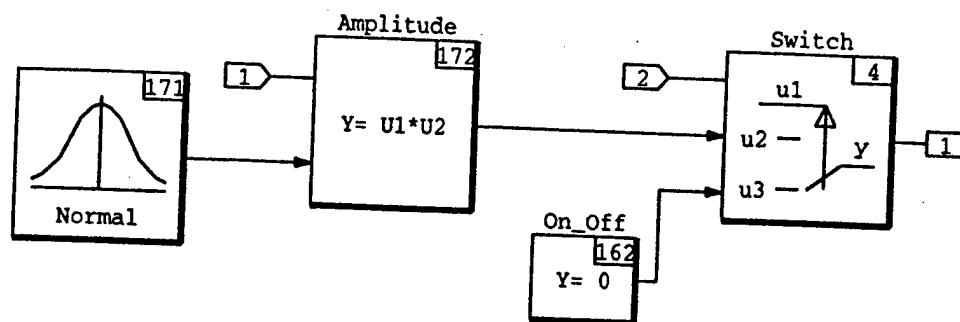 Amplitude
172
1
Y= U1*U2
171
Normal
Switch
4
2
u1
u2
u3
y
1
On_Off
162
Y= 0